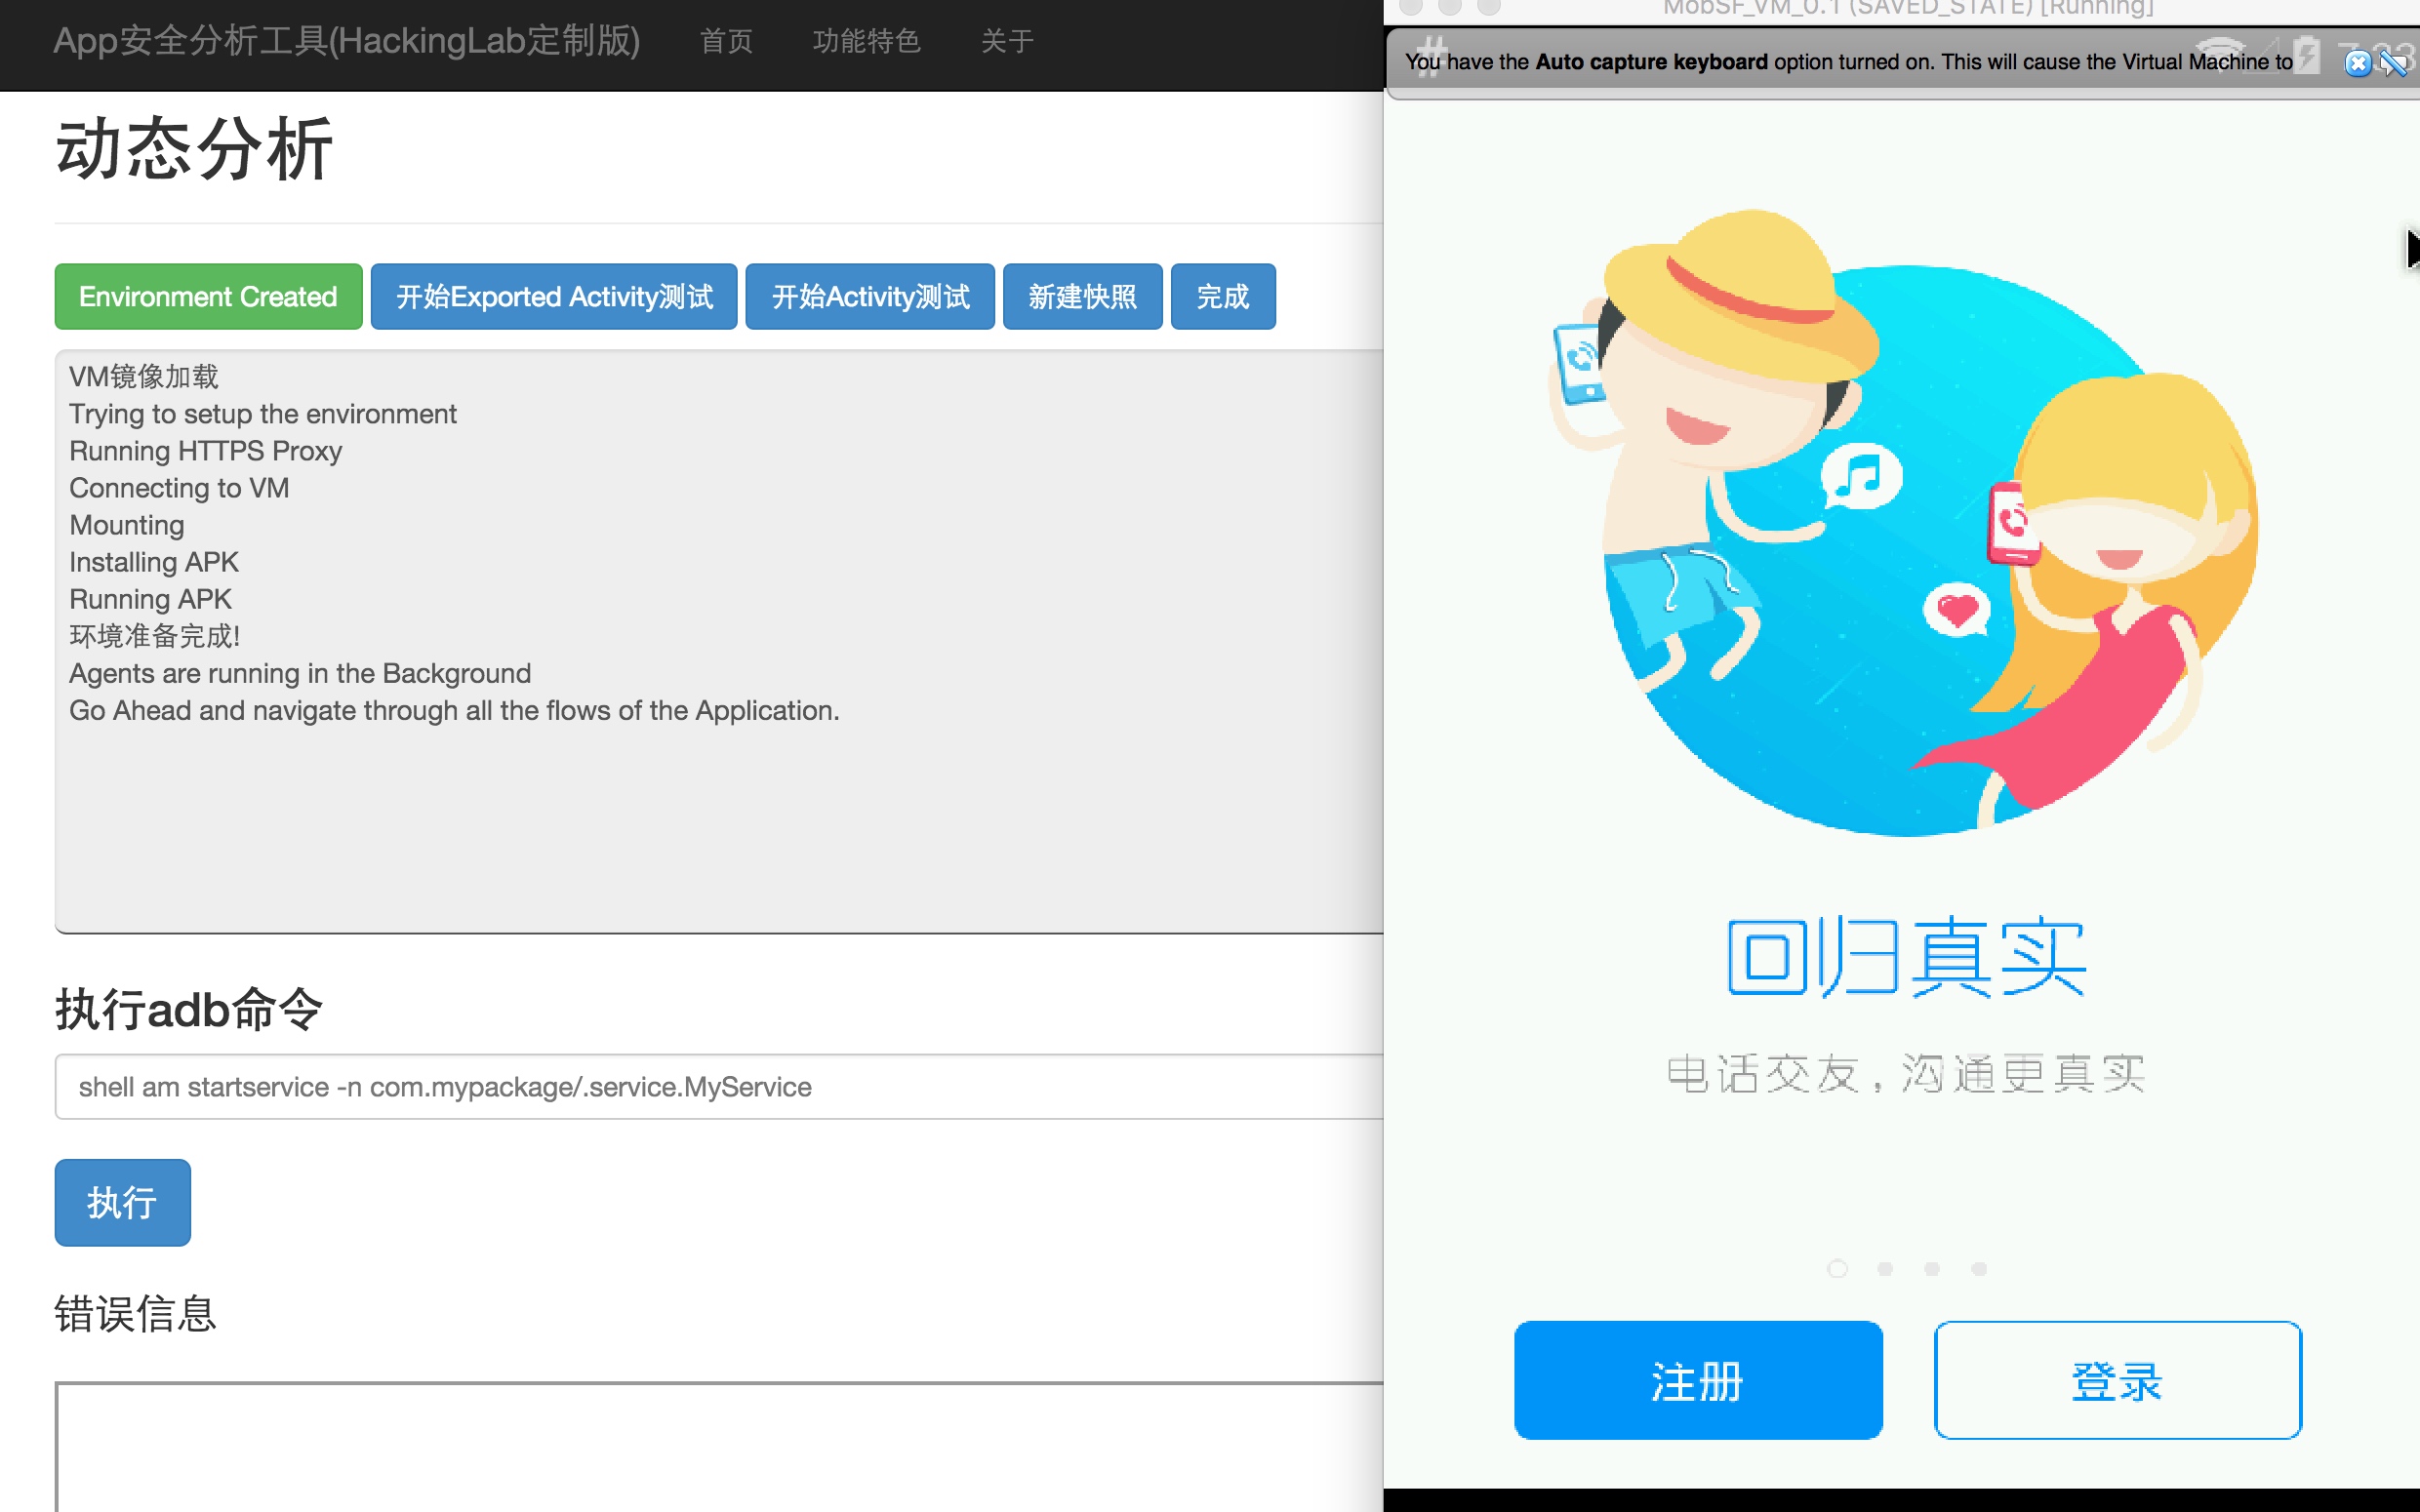 App安全分析工具(HackingLab定制版) 首页 功能特色 关于
动态分析
Environment Created 开始Exported Activity测试 开始Activity测试 新建快照 完成
VM镜像加载
Trying to setup the environment
Running HTTPS Proxy
Connecting to VM
Mounting
Installing APK
Running APK
环境准备完成!
Agents are running in the Background
Go Ahead and navigate through all the flows of the Application.
执行adb命令
shell am startservice -n com.mypackage/.service.MyService
执行
错误信息
MobSF_VM_0.1 (SAVED_STATE) [Running]
You have the Auto capture keyboard option turned on. This will cause the Virtual Machine to
回归真实
电话交友，沟通更真实
注册 登录